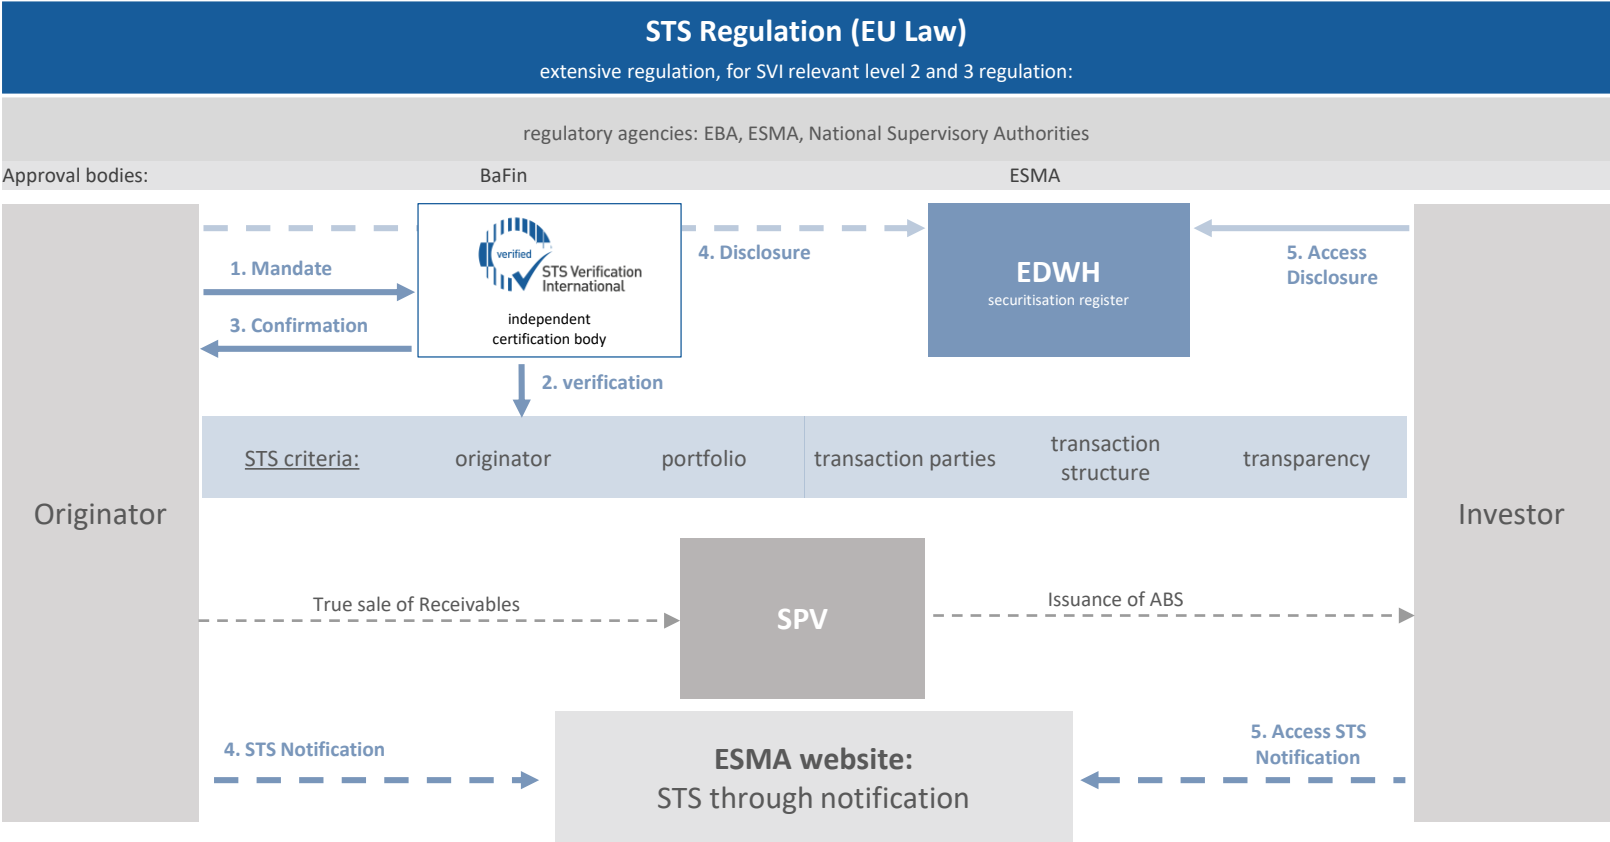 STS Regulation (EU Law)
extensive regulation, for SVI relevant level 2 and 3 regulation:
regulatory agencies: EBA, ESMA, National Supervisory Authorities
Approval bodies:
BaFin
ESMA
verified
STS Verification
International
independent
certification body
4. Disclosure
EDWH
securitisation register
5. Access
Disclosure
1. Mandate
3. Confirmation
2. verification
STS criteria:
originator
portfolio
transaction parties
transaction
structure
transparency
Originator
Investor
True sale of Receivables
SPV
Issuance of ABS
4. STS Notification
ESMA website:
STS through notification
5. Access STS
Notification